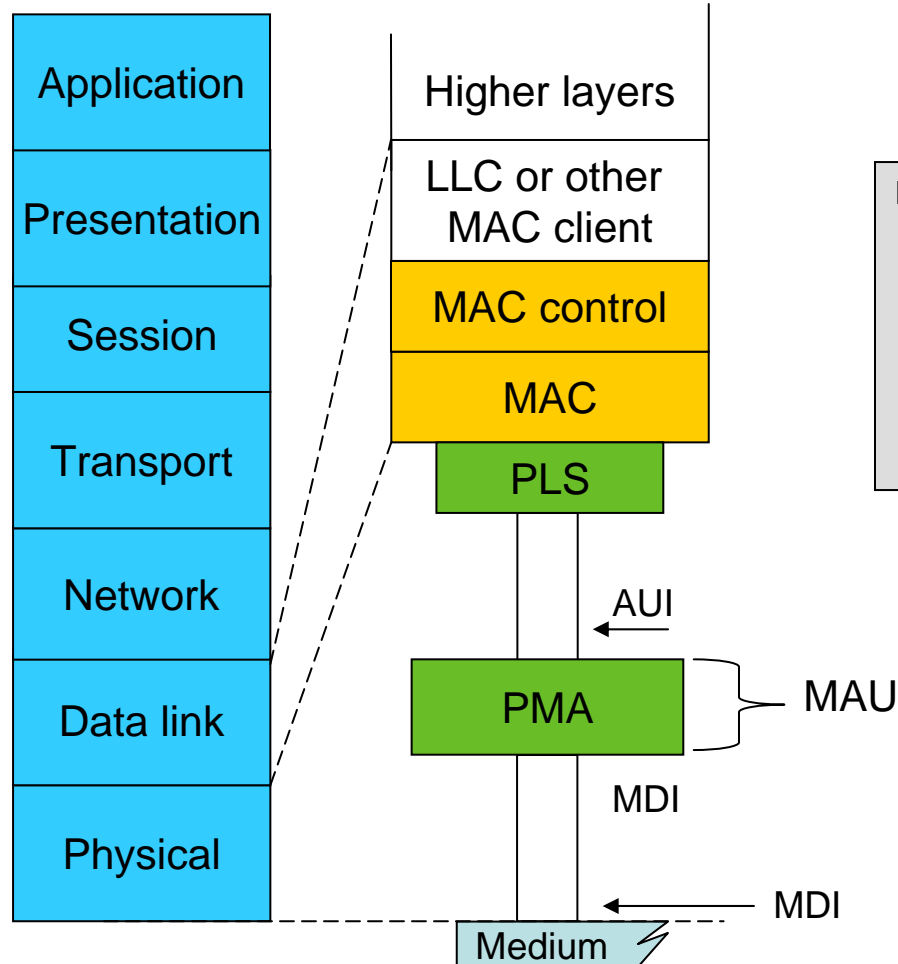 Application
Presentation
Session
Transport
Network
Data link
Physical
Higher layers
LLC or other
MAC client
MAC control
MAC
PLS
AUI
PMA
MAU
MDI
MDI
Medium